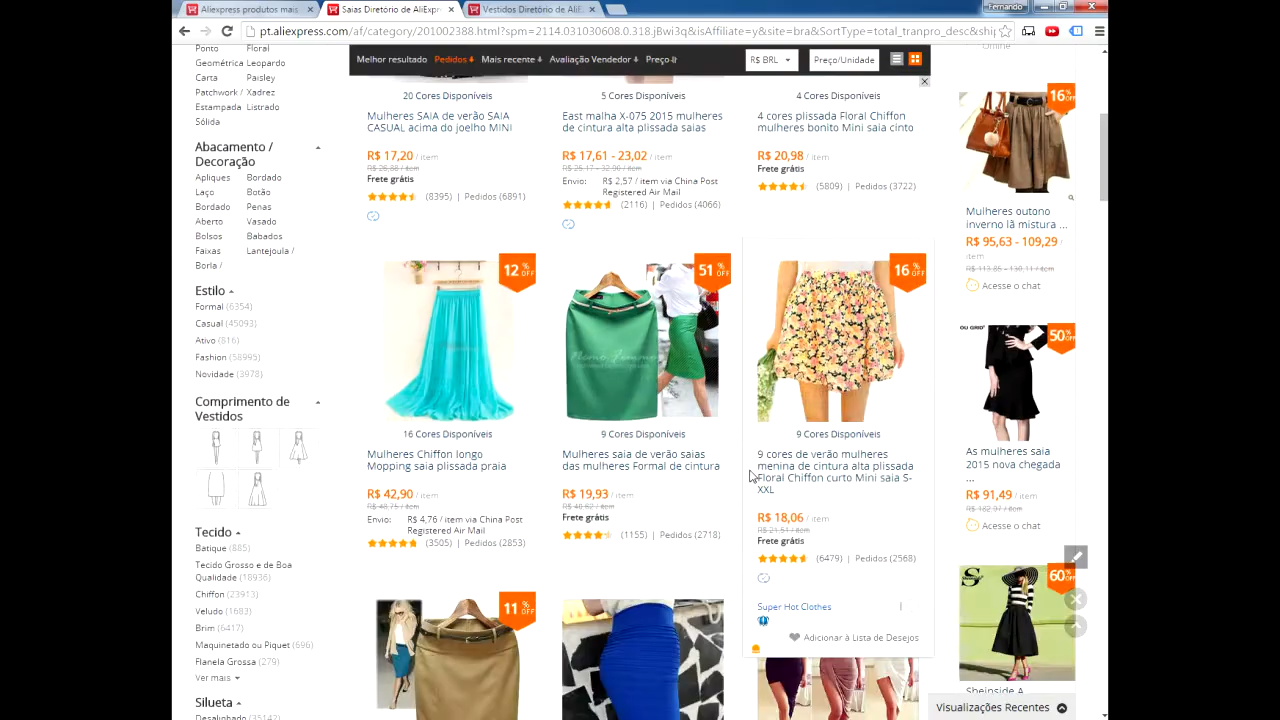 Aliexpress produtos mais
Saias Diretório de AliExpre
Vestidos Diretório de AliE
Fernando
pt.aliexpress.com/af/category/201002388.html?spm=2114.031030608.0.318.jBwi3q&isAffiliate=y&site=bra&SortType=total_tranpro_desc&ship
Melhor resultado
Pedidos
Mais recente
Avaliação Vendedor
Preço
R$ BRL
Preço/Unidade
Online
Ponto Floral
Geométrica Leopardo
Carta Paisley
Patchwork / Xadrez
Estampada Listrado
Sólida
Abacamento /
Decoração
Apliques Bordado
Laço Botão
Bordado Penas
Aberto Vasado
Bolsos Babados
Faixas Lantejoula /
Borla /
Estilo
Formal (6354)
Casual (45093)
Ativo (816)
Fashion (58995)
Novidade (3978)
Comprimento de
Vestidos
Tecido
Batique (885)
Tecido Grosso e de Boa
Qualidade (18936)
Chiffon (23913)
Veludo (1683)
Brim (6417)
Maquinetado ou Piquet (696)
Flanela Grossa (279)
Ver mais
Silueta
Desalinhado (35142)
20 Cores Disponíveis
Mulheres SAIA de verão SAIA
CASUAL acima do joelho MINI
R$ 17,20 / item
R$ 26,88 / item
Frete grátis
(8395) | Pedidos (6891)
5 Cores Disponíveis
East malha X-075 2015 mulheres
de cintura alta plissada saias
R$ 17,61 - 23,02 / item
R$ 25,17 - 32,90 / item
Envio: R$ 2,57 / item via China Post
Registered Air Mail
(2116) | Pedidos (4066)
4 Cores Disponíveis
4 cores plissada Floral Chiffon
mulheres bonito Mini saia cinto
R$ 20,98 / item
Frete grátis
(5809) | Pedidos (3722)
12 % OFF
16 Cores Disponíveis
Mulheres Chiffon longo
Mopping saia plissada praia
R$ 42,90 / item
R$ 48,75 / item
Envio: R$ 4,76 / item via China Post
Registered Air Mail
(3505) | Pedidos (2853)
51 % OFF
9 Cores Disponíveis
Mulheres saia de verão saias
das mulheres Formal de cintura
R$ 19,93 / item
R$ 40,62 / item
Frete grátis
(1155) | Pedidos (2718)
16 % OFF
9 Cores Disponíveis
9 cores de verão mulheres
menina de cintura alta plissada
Floral Chiffon curto Mini saia S-
XXL
R$ 18,06 / item
R$ 21,51 / item
Frete grátis
(6479) | Pedidos (2568)
Super Hot Clothes
Adicionar à Lista de Desejos
11 % OFF
16 % OFF
Mulheres outono
inverno lã mistura ...
R$ 95,63 - 109,29 /
item
R$ 113,85 - 130,11 / item
Acesse o chat
OU GRID
50 % OFF
As mulheres saia
2015 nova chegada
...
R$ 91,49 / item
R$ 182,97 / item
Acesse o chat
60 % OFF
Sheinside A
Visualizações Recentes